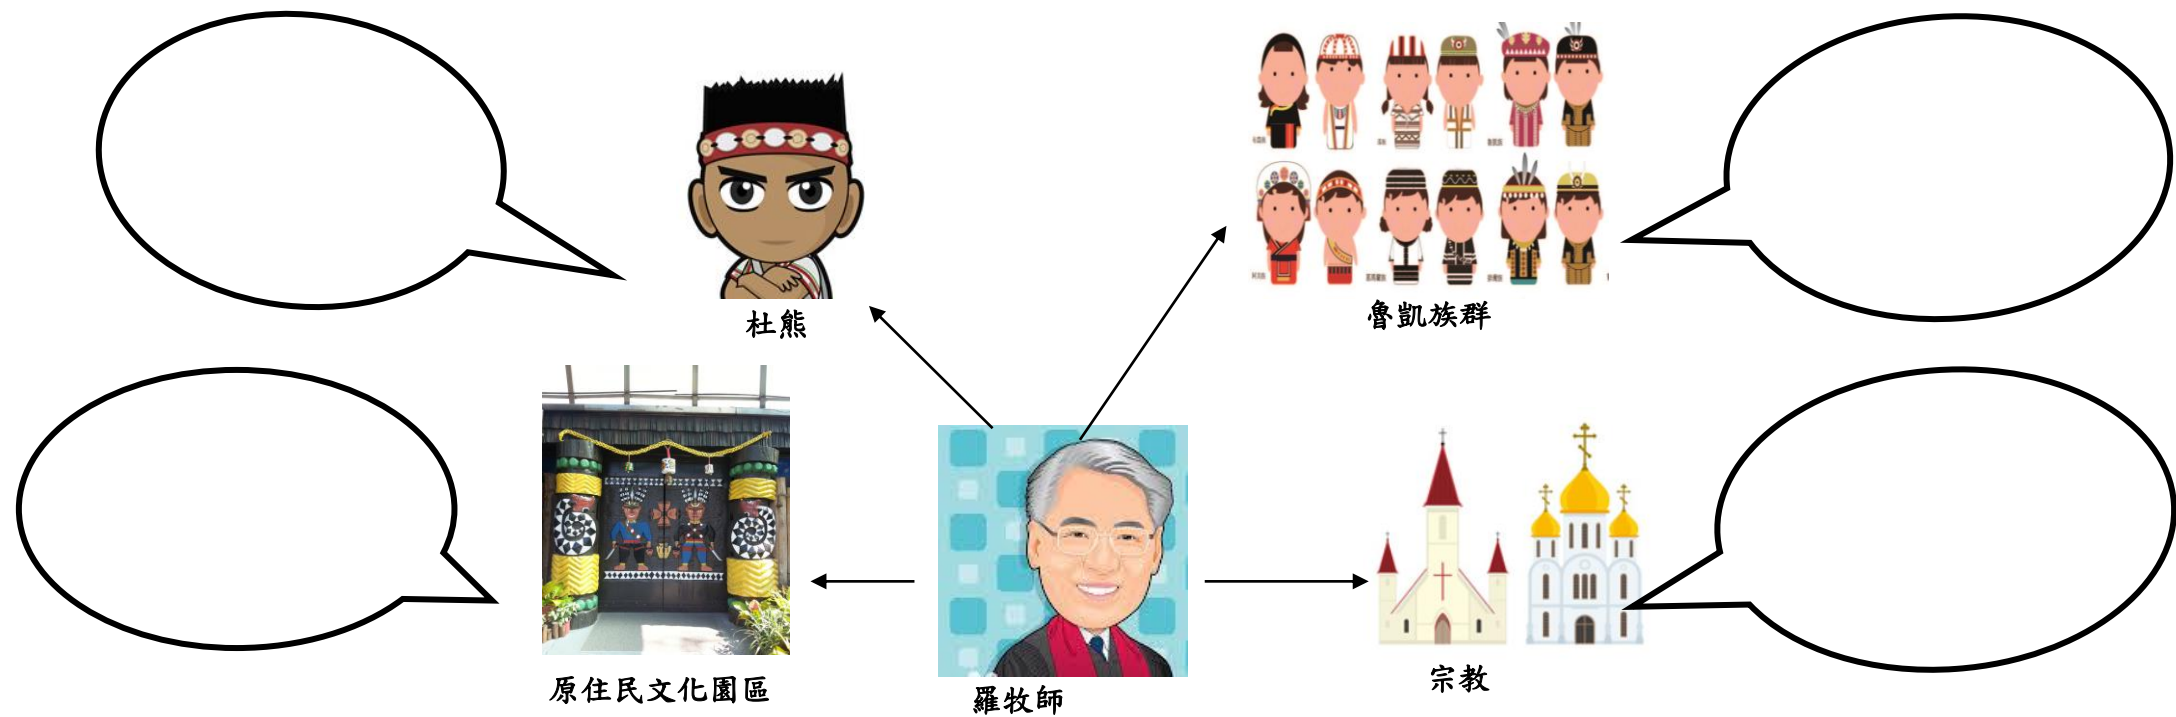 杜熊
魯凱族群
原住民文化園區
羅牧師
宗教